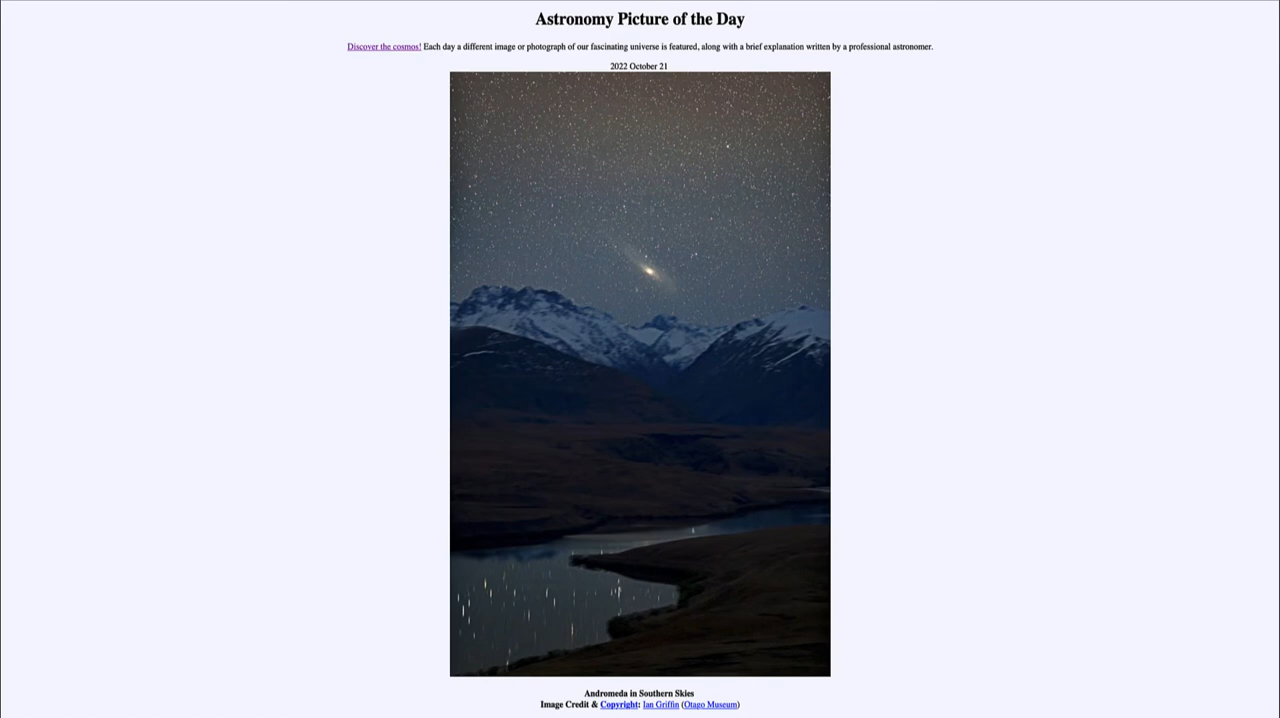 Astronomy Picture of the Day
Discover the cosmos! Each day a different image or photograph of our fascinating universe is featured, along with a brief explanation written by a professional astronomer.
2022 October 21
Andromeda in Southern Skies
Image Credit & Copyright: Ian Griffin (Otago Museum)